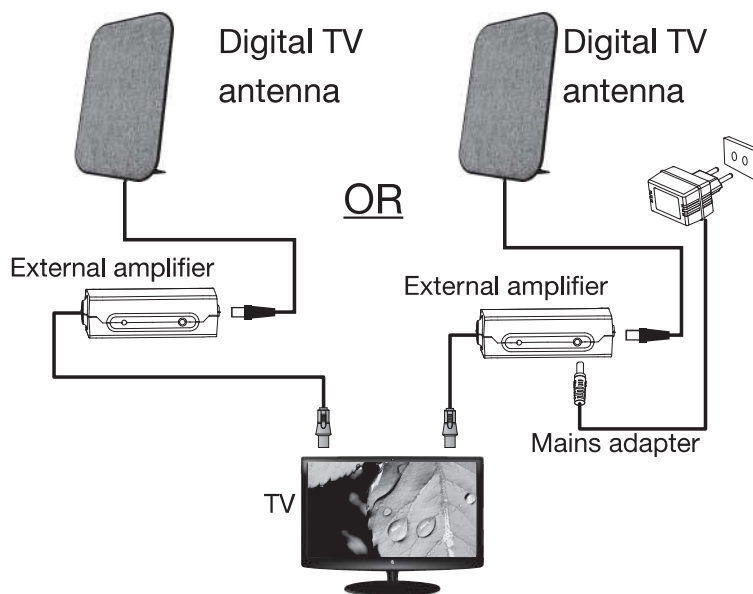 Digital TV
antenna
Digital TV
antenna
OR
External amplifier
External amplifier
Mains adapter
TV